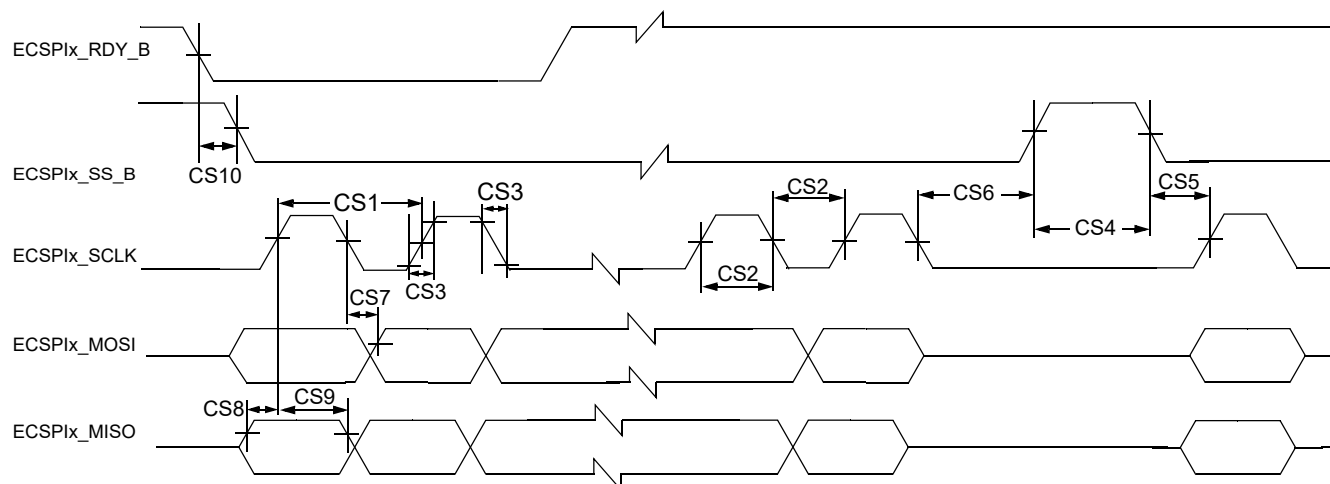 ECSPIx_RDY_B
ECSPIx_SS_B
CS10
CS1
CS3
CS2
CS6
CS5
CS4
ECSPIx_SCLK
CS3
CS2
CS7
ECSPIx_MOSI
CS8
CS9
ECSPIx_MISO